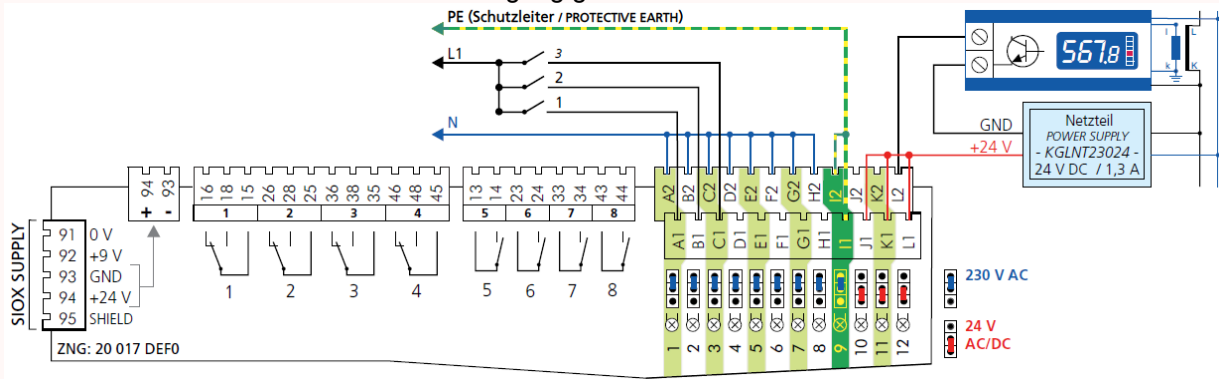 PE (Schutzleiter / PROTECTIVE EARTH)
L1
3
2
1
N
567.8
l
L
k
K
GND
+24 V
Netzteil
POWER SUPPLY
- KGLNT23024 -
24 V DC / 1,3 A
94 93
+ -
16 18 15 26 28 25 36 38 35 46 48 45
1 2 3 4
13 14 23 24 33 34 43 44
5 6 7 8
A2 B2 C2 D2 E2 F2 G2 H2 I2 J2 K2 L2
A1 B1 C1 D1 E1 F1 G1 H1 I1 J1 K1 L1
SIOX SUPPLY
91 0 V
92 +9 V
93 GND
94 +24 V
95 SHIELD
1 2 3 4
5 6 7 8
230 V AC
24 V
AC/DC
1 2 3 4 5 6 7 8 9 10 11 12
ZNG: 20 017 DEF0